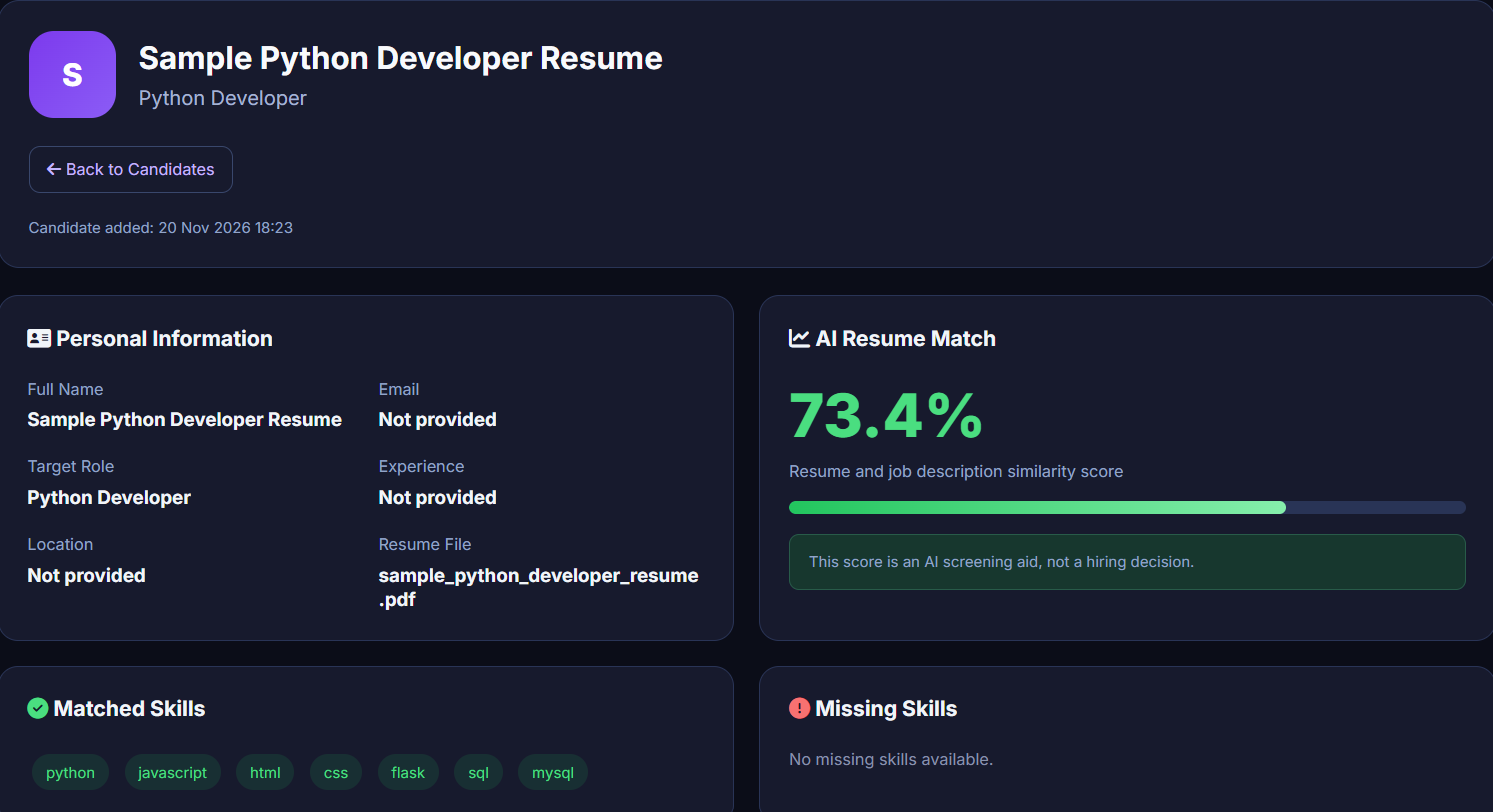 S
Sample Python Developer Resume
Python Developer
← Back to Candidates
Candidate added: 20 Nov 2026 18:23
Personal Information
Full Name
Sample Python Developer Resume
Email
Not provided
Target Role
Python Developer
Experience
Not provided
Location
Not provided
Resume File
sample_python_developer_resume
.pdf
AI Resume Match
73.4%
Resume and job description similarity score
This score is an AI screening aid, not a hiring decision.
Matched Skills
python javascript html css flask sql mysql
Missing Skills
No missing skills available.